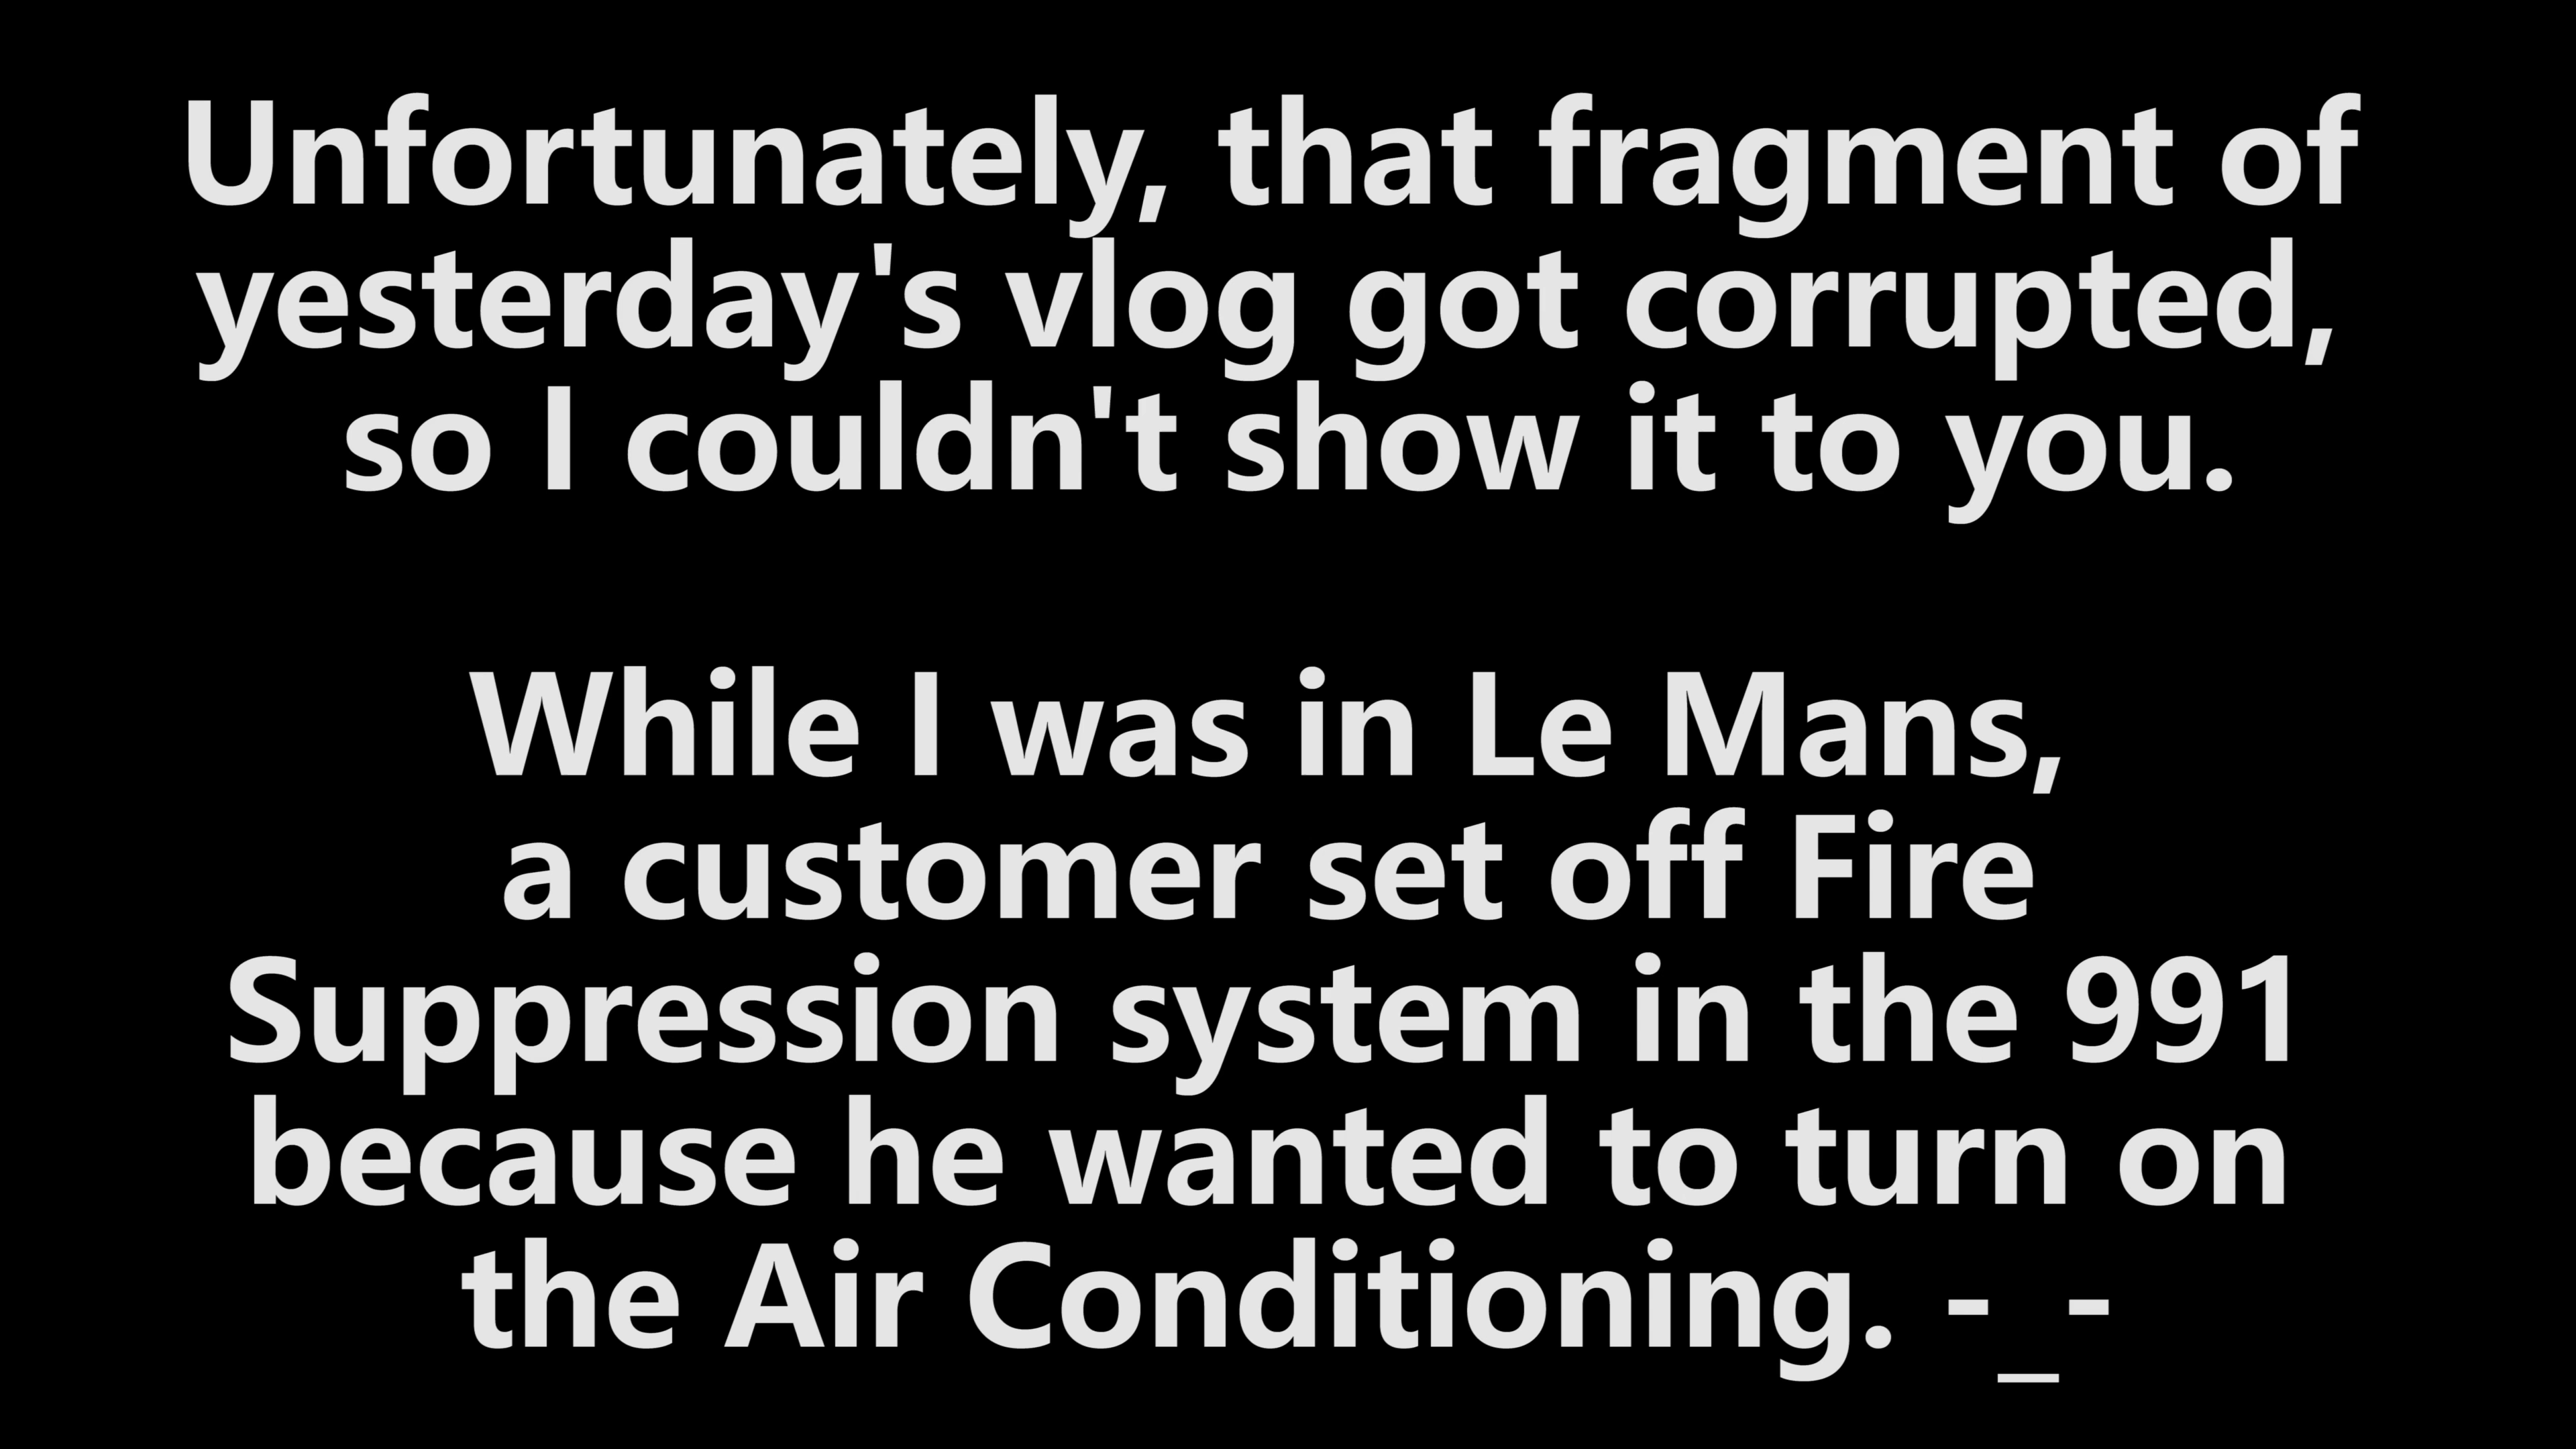 Unfortunately, that fragment of
yesterday's vlog got corrupted,
so I couldn't show it to you.
While I was in Le Mans,
a customer set off Fire
Suppression system in the 991
because he wanted to turn on
the Air Conditioning. -_-